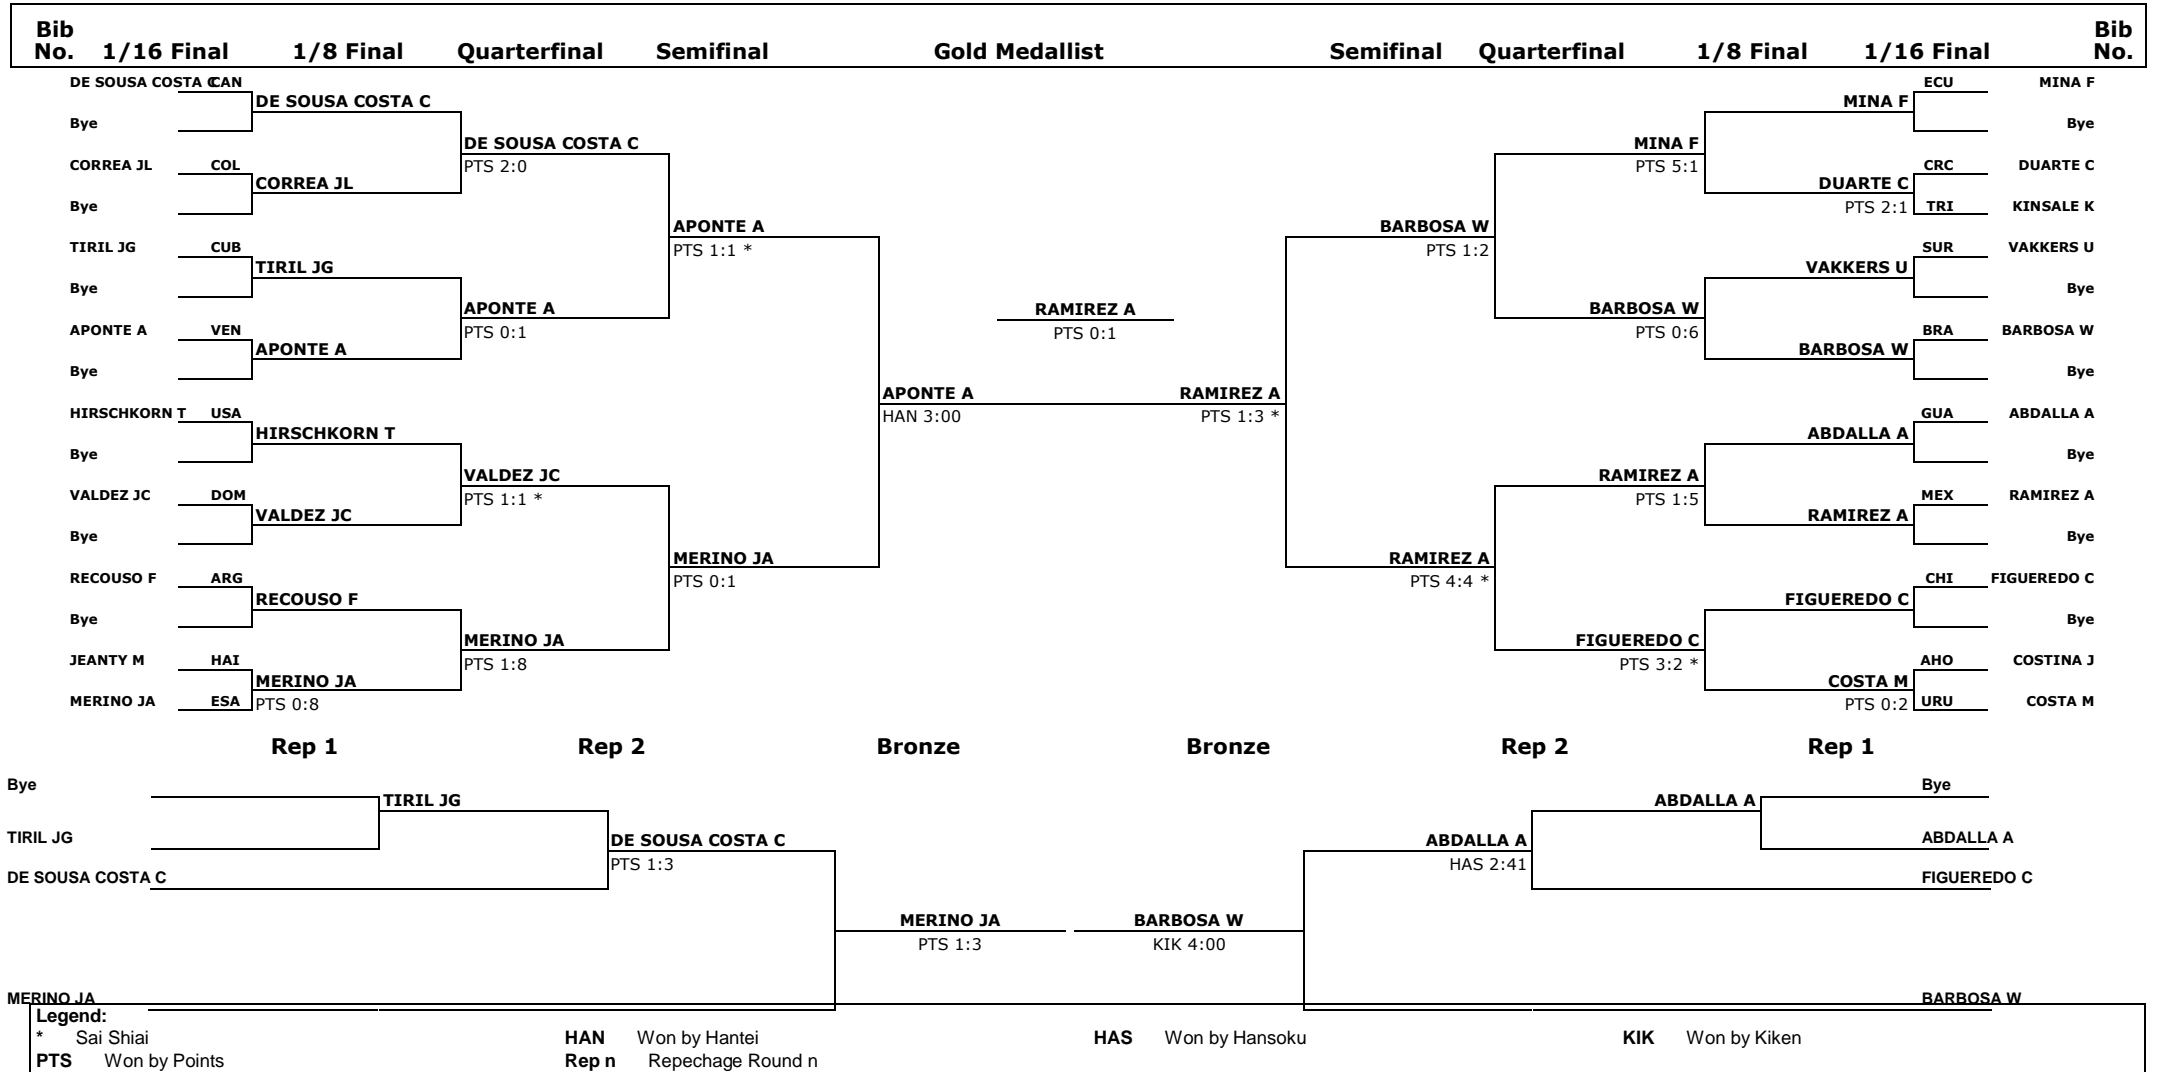 Bib No. 1/16 Final 1/8 Final Quarterfinal Semifinal Gold Medallist Semifinal Quarterfinal 1/8 Final 1/16 Final Bib No.
DE SOUSA COSTA C CAN
DE SOUSA COSTA C
Bye
DE SOUSA COSTA C
PTS 2:0
CORREA JL COL
CORREA JL
Bye
APONTE A
PTS 1:1 *
TIRIL JG CUB
TIRIL JG
Bye
APONTE A
PTS 0:1
APONTE A VEN
APONTE A
Bye
APONTE A
HAN 3:00
HIRSCHKORN T USA
HIRSCHKORN T
Bye
VALDEZ JC
PTS 1:1 *
VALDEZ JC DOM
VALDEZ JC
Bye
MERINO JA
PTS 0:1
RECOUSO F ARG
RECOUSO F
Bye
MERINO JA
PTS 1:8
JEANTY M HAI
MERINO JA
PTS 0:8
MERINO JA ESA
RAMIREZ A
PTS 0:1
ECU MINA F
MINA F
Bye
MINA F
PTS 5:1
CRC DUARTE C
DUARTE C
PTS 2:1
TRI KINSALE K
BARBOSA W
PTS 1:2
SUR VAKKERS U
VAKKERS U
Bye
BARBOSA W
PTS 0:6
BRA BARBOSA W
BARBOSA W
Bye
RAMIREZ A
PTS 1:3 *
GUA ABDALLA A
ABDALLA A
Bye
RAMIREZ A
PTS 1:5
MEX RAMIREZ A
RAMIREZ A
Bye
RAMIREZ A
PTS 4:4 *
CHI FIGUEREDO C
FIGUEREDO C
Bye
FIGUEREDO C
PTS 3:2 *
AHO COSTINA J
COSTA M
PTS 0:2
URU COSTA M
Rep 1 Rep 2 Bronze Bronze Rep 2 Rep 1
Bye
TIRIL JG
TIRIL JG
DE SOUSA COSTA C
PTS 1:3
DE SOUSA COSTA C
MERINO JA
PTS 1:3
MERINO JA
Bye
ABDALLA A
ABDALLA A
ABDALLA A
HAS 2:41
FIGUEREDO C
BARBOSA W
KIK 4:00
BARBOSA W
Legend:
* Sai Shiai HAN Won by Hantei HAS Won by Hansoku KIK Won by Kiken
PTS Won by Points Rep n Repechage Round n